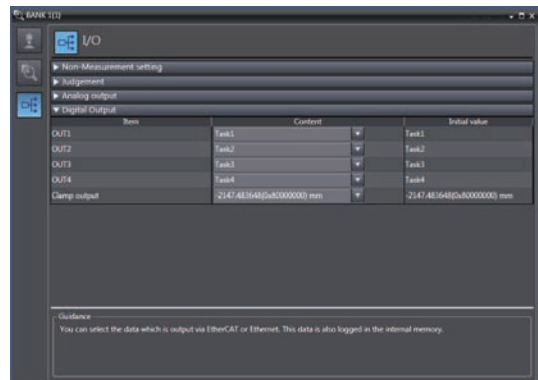 BANK 1(1)
I/O
Non-Measurement setting
Judgement
Analog output
Digital Output
Item Content Initial value
OUT1 Task1 Task1
OUT2 Task2 Task2
OUT3 Task3 Task3
OUT4 Task4 Task4
Clamp output -2147.483648(0x80000000) mm -2147.483648(0x80000000) mm
Guidance
You can select the data which is output via EtherCAT or Ethernet. This data is also logged in the internal memory.